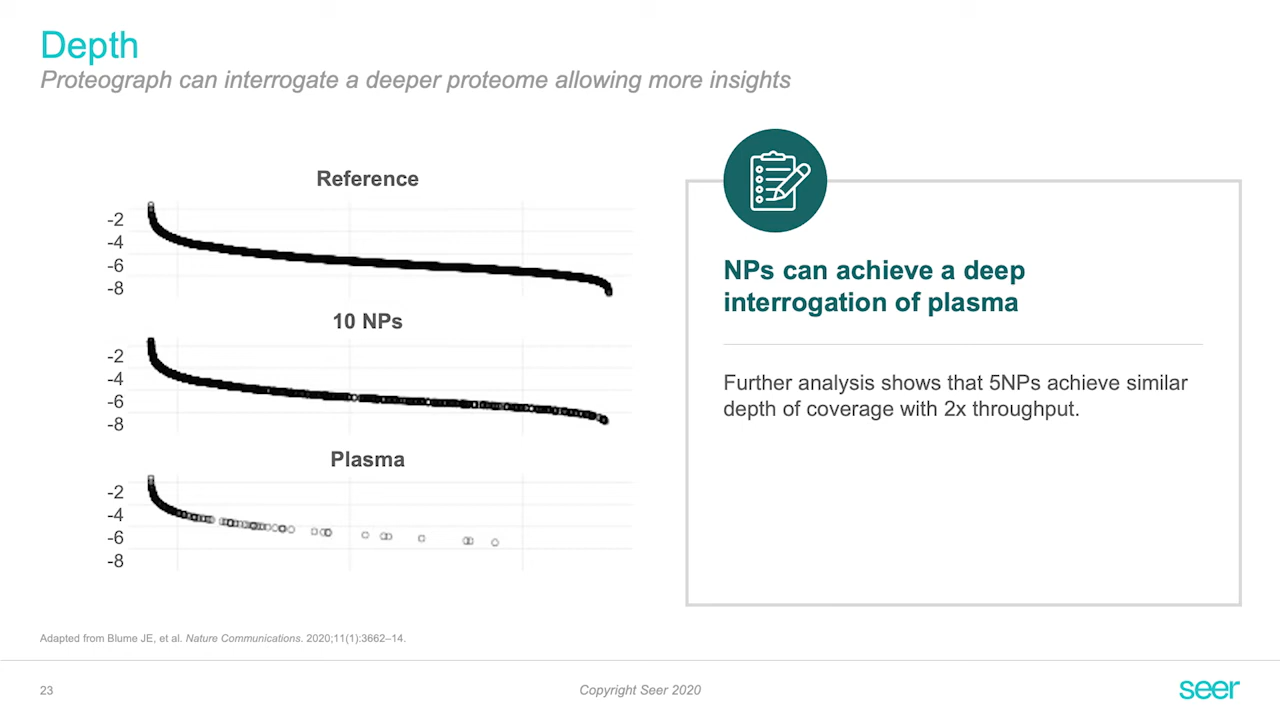 Depth
Proteograph can interrogate a deeper proteome allowing more insights
Reference
-2
-4
-6
-8
10 NPs
-2
-4
-6
-8
Plasma
-2
-4
-6
-8
NPs can achieve a deep
interrogation of plasma
Further analysis shows that 5NPs achieve similar
depth of coverage with 2x throughput.
Adapted from Blume JE, et al. Nature Communications. 2020;11(1):3662–14.
23
Copyright Seer 2020
seer